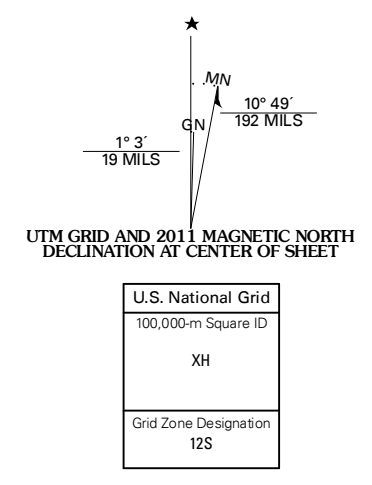 MN
10° 49´
192 MILS
GN
1° 3´
19 MILS
UTM GRID AND 2011 MAGNETIC NORTH
DECLINATION AT CENTER OF SHEET
U.S. National Grid
100,000-m Square ID
XH
Grid Zone Designation
12S